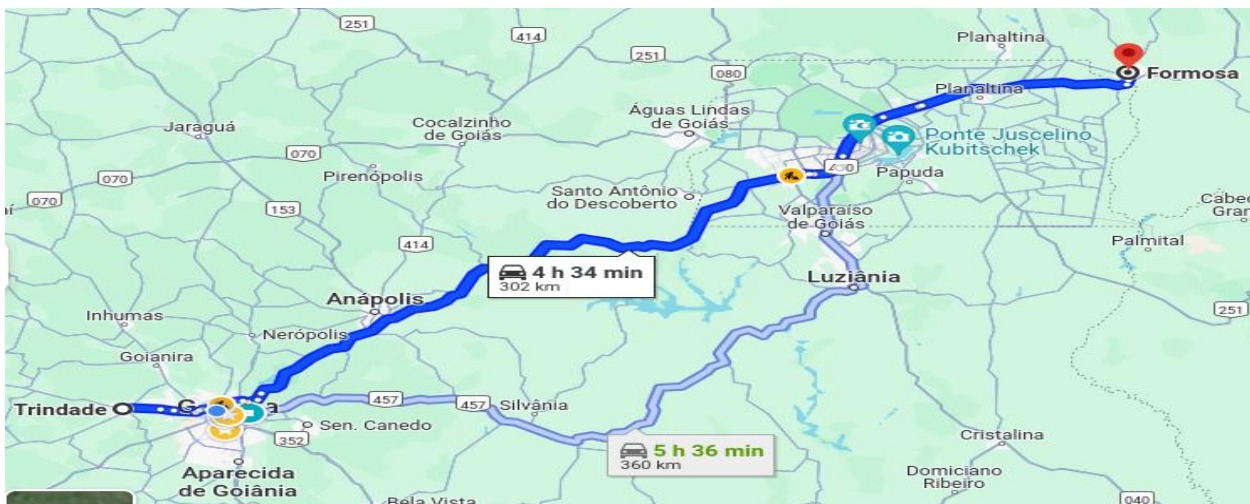 251
414
251
080
Planaltina
Formosa
Planaltina
Jaraguá
Cocalzinho
de Goiás
Águas Lindas
de Goiás
Ponte Juscelino
Kubitschek
070
070
070
Pirenópolis
Papuda
Santo Antônio
do Descoberto
153
414
Valparaíso
de Goiás
Palmital
4 h 34 min
302 km
Luziânia
Anápolis
251
Inhumas
Nerópolis
Goianira
Trindade
457
457
Silvânia
352
Sen. Canedo
5 h 36 min
360 km
Cristalina
Aparecida
de Goiânia
Domiciano
Ribeiro
Bela Vista
040